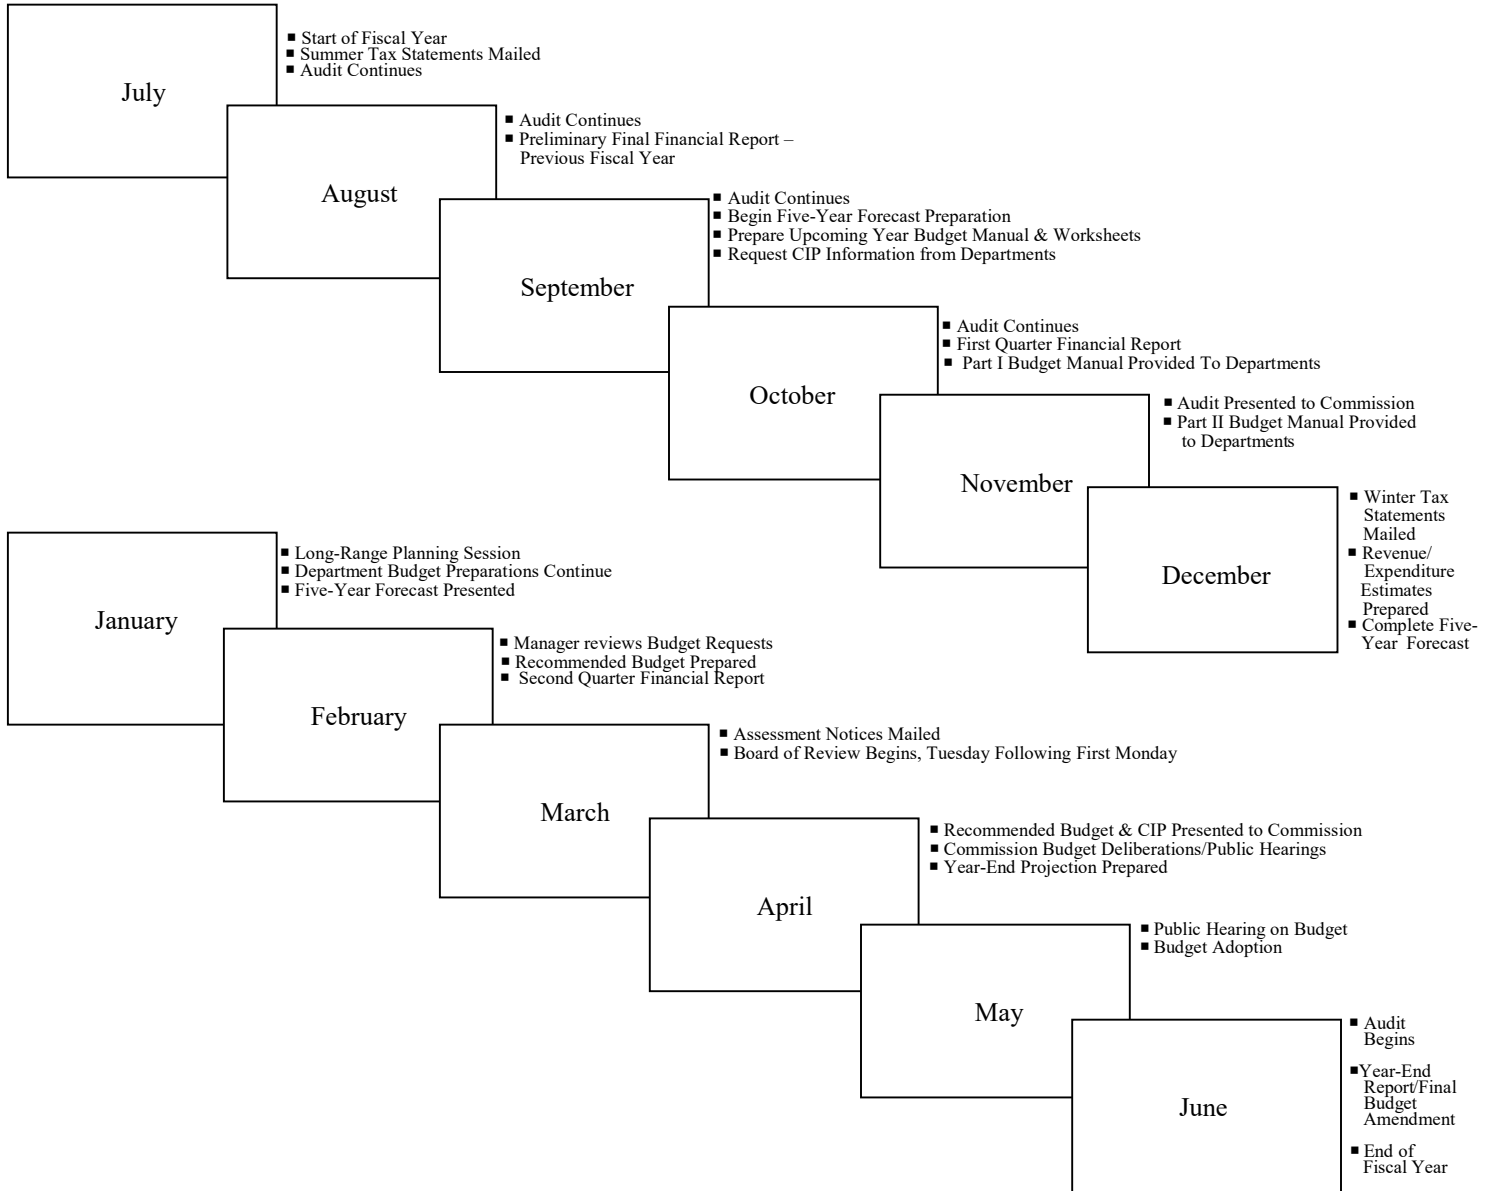 July
■ Start of Fiscal Year
■ Summer Tax Statements Mailed
■ Audit Continues
August
■ Audit Continues
■ Preliminary Final Financial Report –
Previous Fiscal Year
September
■ Audit Continues
■ Begin Five-Year Forecast Preparation
■ Prepare Upcoming Year Budget Manual & Worksheets
■ Request CIP Information from Departments
October
■ Audit Continues
■ First Quarter Financial Report
■ Part I Budget Manual Provided To Departments
November
■ Audit Presented to Commission
■ Part II Budget Manual Provided
to Departments
December
■ Winter Tax
Statements
Mailed
■ Revenue/
Expenditure
Estimates
Prepared
■ Complete Five-
Year Forecast
January
■ Long-Range Planning Session
■ Department Budget Preparations Continue
■ Five-Year Forecast Presented
February
■ Manager reviews Budget Requests
■ Recommended Budget Prepared
■ Second Quarter Financial Report
March
■ Assessment Notices Mailed
■ Board of Review Begins, Tuesday Following First Monday
April
■ Recommended Budget & CIP Presented to Commission
■ Commission Budget Deliberations/Public Hearings
■ Year-End Projection Prepared
May
■ Public Hearing on Budget
■ Budget Adoption
June
■ Audit
Begins
■Year-End
Report/Final
Budget
Amendment
■ End of
Fiscal Year